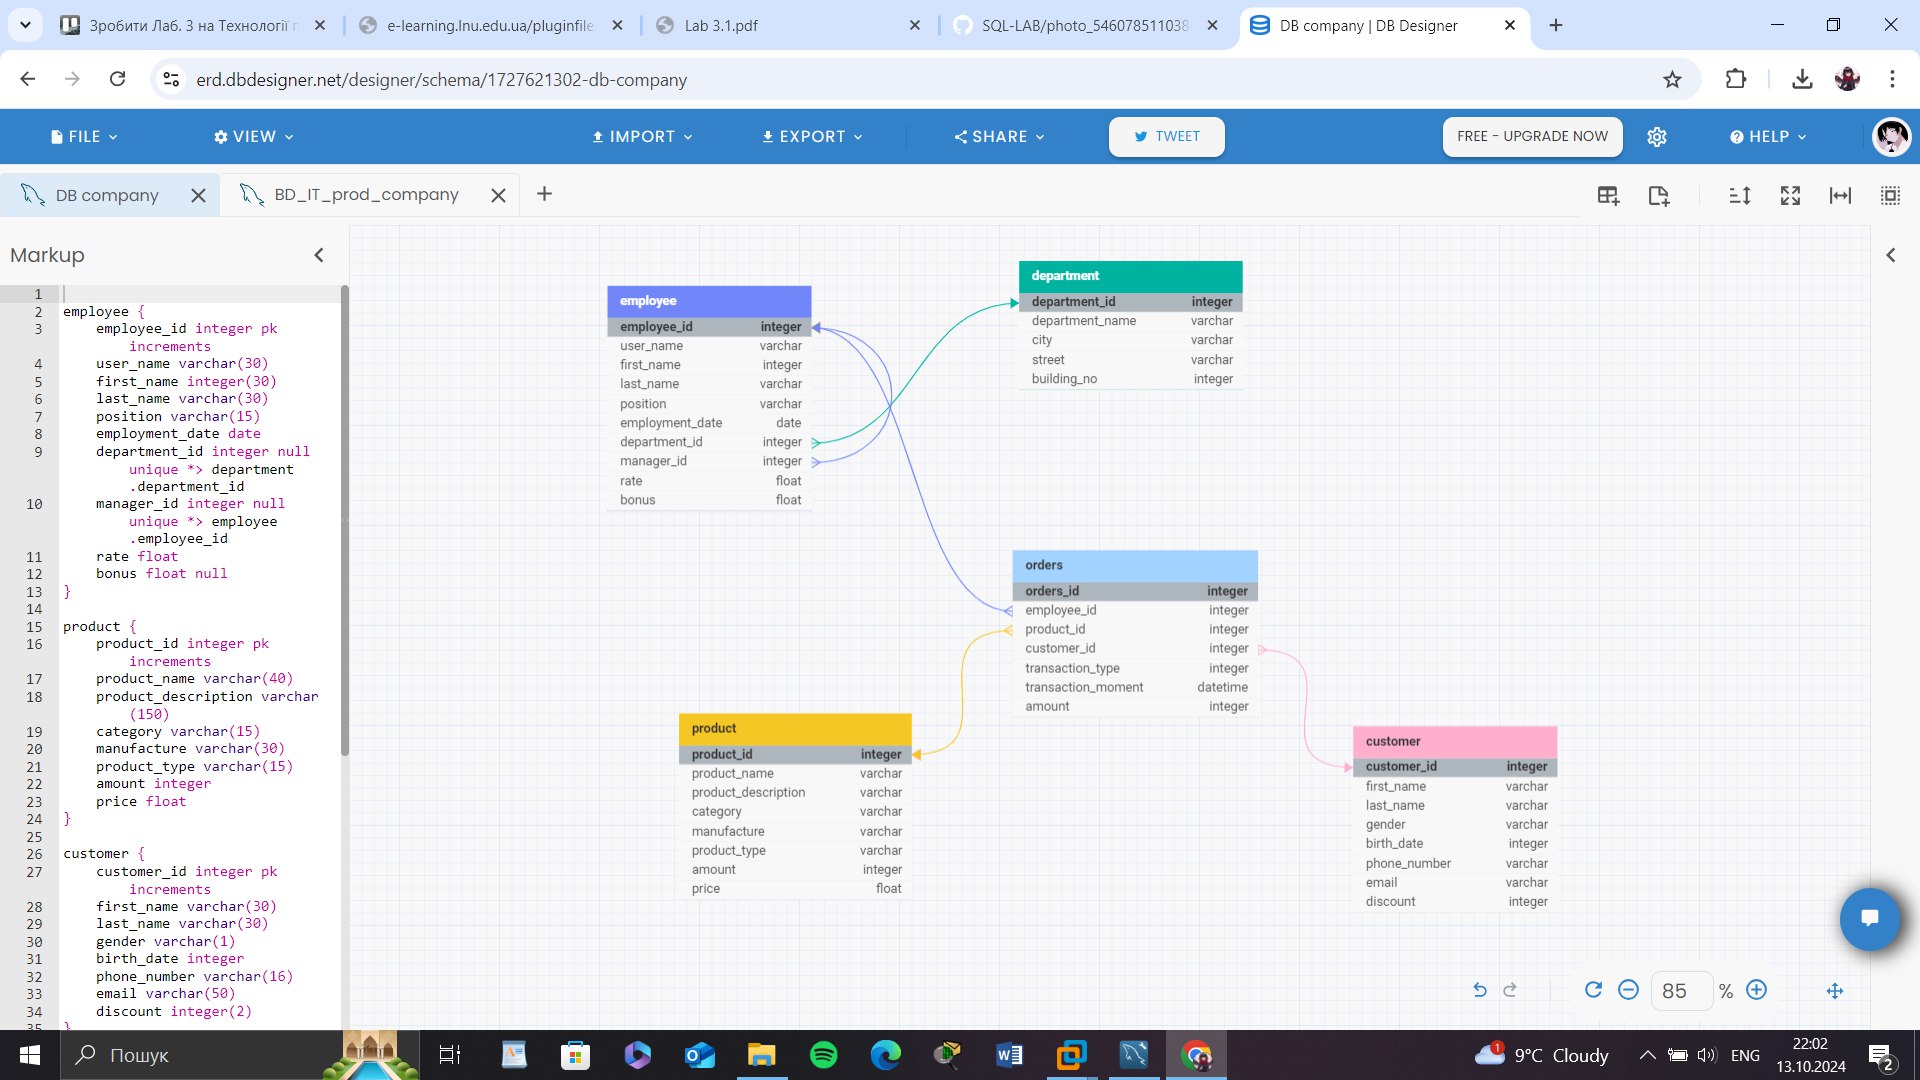 Зробити Лаб. 3 на Технології п
e-learning.lnu.edu.ua/pluginfile
Lab 3.1.pdf
SQL-LAB/photo_546078511038
DB company | DB Designer
erd.dbdesigner.net/designer/schema/1727621302-db-company
FILE
VIEW
IMPORT
EXPORT
SHARE
TWEET
FREE - UPGRADE NOW
HELP
DB company
BD_IT_prod_company
Markup
1
2 employee {
3 employee_id integer pk
increments
4 user_name varchar(30)
5 first_name integer(30)
6 last_name varchar(30)
7 position varchar(15)
8 employment_date date
9 department_id integer null
unique *> department
.department_id
10 manager_id integer null
unique *> employee
.employee_id
11 rate float
12 bonus float null
13 }
14
15 product {
16 product_id integer pk
increments
17 product_name varchar(40)
18 product_description varchar
(150)
19 category varchar(15)
20 manufacture varchar(30)
21 product_type varchar(15)
22 amount integer
23 price float
24 }
25
26 customer {
27 customer_id integer pk
increments
28 first_name varchar(30)
29 last_name varchar(30)
30 gender varchar(1)
31 birth_date integer
32 phone_number varchar(16)
33 email varchar(50)
34 discount integer(2)
35 }
employee
employee_id integer
user_name varchar
first_name integer
last_name varchar
position varchar
employment_date date
department_id integer
manager_id integer
rate float
bonus float
department
department_id integer
department_name varchar
city varchar
street varchar
building_no integer
orders
orders_id integer
employee_id integer
product_id integer
customer_id integer
transaction_type integer
transaction_moment datetime
amount integer
product
product_id integer
product_name varchar
product_description varchar
category varchar
manufacture varchar
product_type varchar
amount integer
price float
customer
customer_id integer
first_name varchar
last_name varchar
gender varchar
birth_date integer
phone_number varchar
email varchar
discount integer
85 %
Пошук
1
9°C Cloudy
ENG
22:02
13.10.2024
2